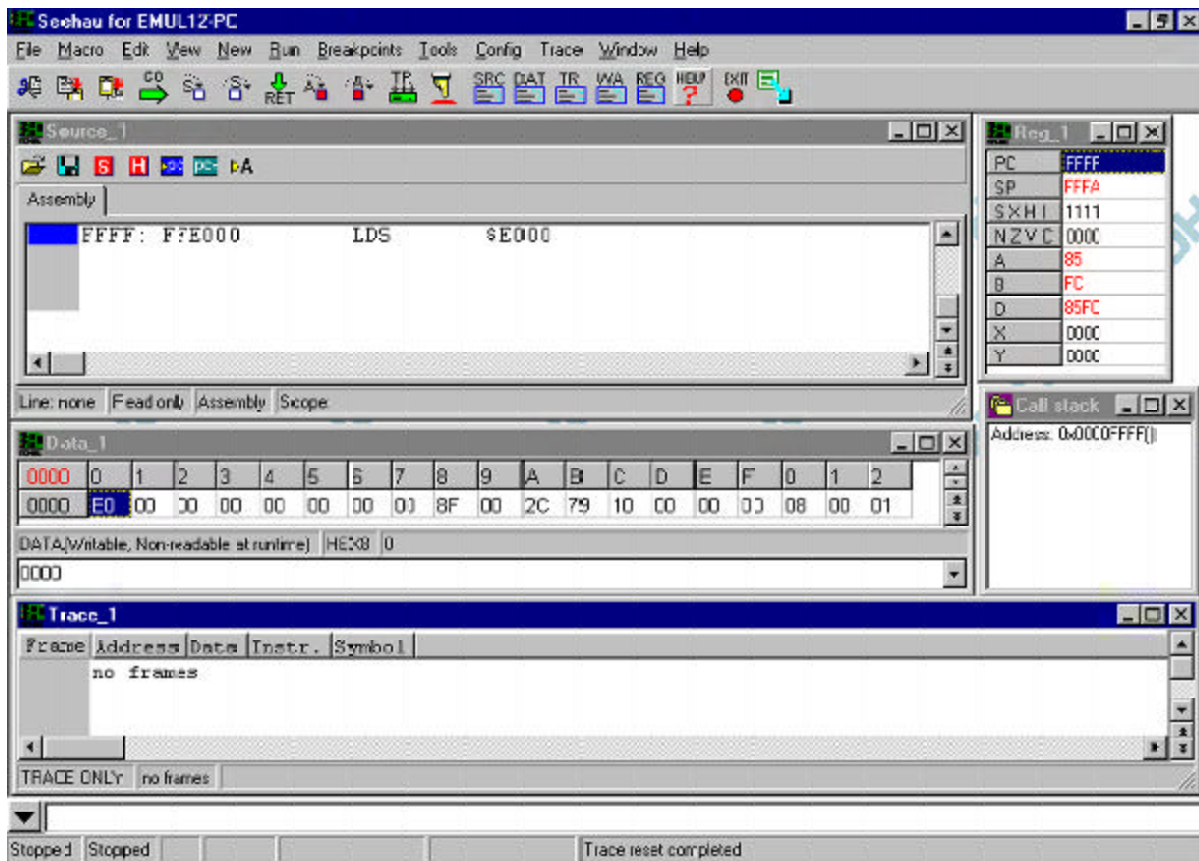 Seehau for EMUL12-PC
File Macro Edit View New Run Breakpoints Tools Config Trace Window Help
GO S S RET A A TR SRC DAT TR WA REG HELP ? EXIT
Source_1
S H PC PC A
Assembly
FFFF: F7E000 LDS $E000
Line: none Read only Assembly Scope:
Reg_1
PC FFFF
SP FFFA
SXHI 1111
NZVC 0000
A 85
B FC
D 85FC
X 0000
Y 0000
Call stack
Address: 0x0000FFFF()
Data_1
0000 0 1 2 3 4 5 6 7 8 9 A B C D E F 0 1 2
0000 E0 00 00 00 00 00 00 00 8F 00 2C 79 10 00 00 00 08 00 01
DATA(Writable, Non-readable at runtime) HEX8 0
0000
Trace_1
Frame Address Data Instr. Symbol
no frames
TRACE ONLY no frames
Stopped Stopped Trace reset completed